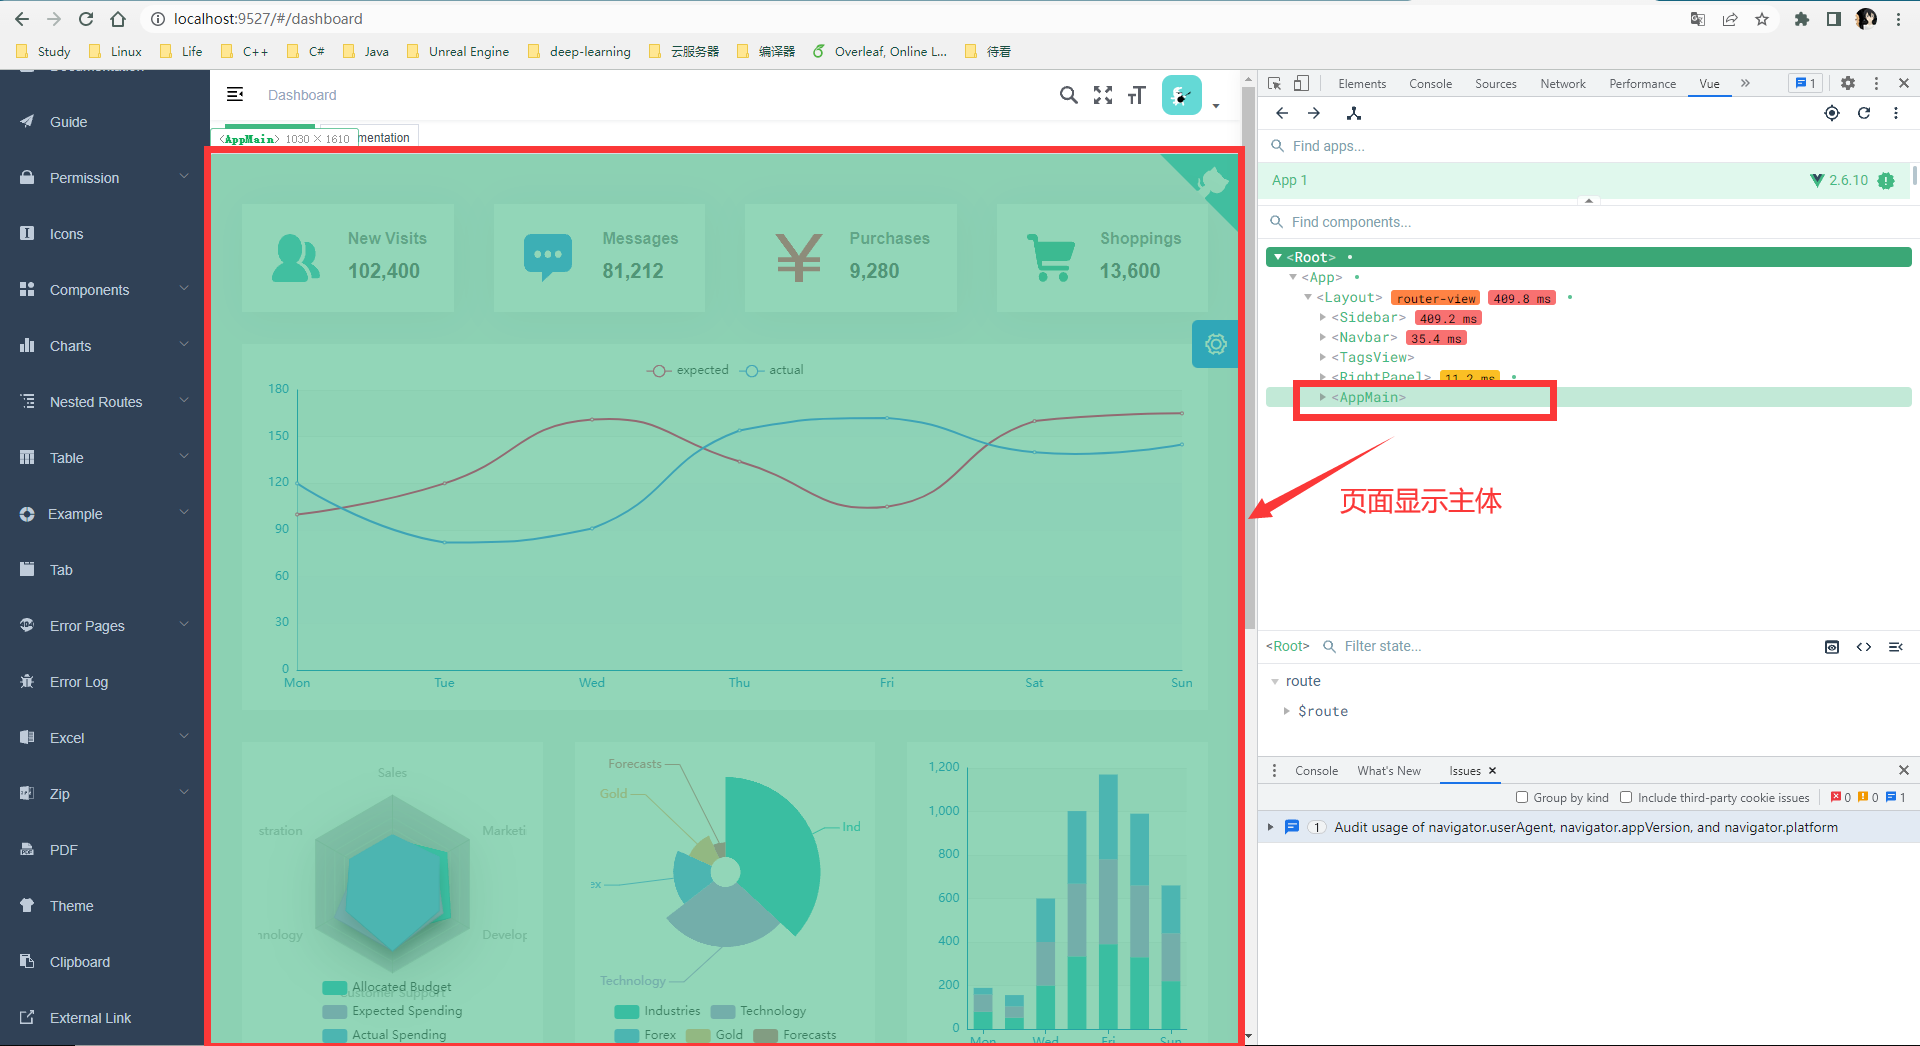 localhost:9527/#/dashboard
Study Linux Life C++ C# Java Unreal Engine deep-learning 云服务器 编译器 Overleaf, Online L... 待看
Documentation
Guide
Permission
Icons
Components
Charts
Nested Routes
Table
Example
Tab
Error Pages
Error Log
Excel
Zip
PDF
Theme
Clipboard
External Link
Dashboard
<AppMain> 1030 × 1610 mentation
New Visits
102,400
Messages
81,212
Purchases
9,280
Shoppings
13,600
expected actual
180
150
120
90
60
30
0
Mon Tue Wed Thu Fri Sat Sun
Sales
Marketi
Develop
Customer Support
nnology
stration
Allocated Budget
Expected Spending
Actual Spending
Forecasts
Gold
Ind
ex
Technology
Industries Technology
Forex Gold Forecasts
1,200
1,000
800
600
400
200
0
Mon Wed Fri Sun
Elements Console Sources Network Performance Vue 1
Find apps...
App 1 2.6.10
Find components...
<Root>
<App>
<Layout> router-view 409.8 ms
<Sidebar> 409.2 ms
<Navbar> 35.4 ms
<TagsView>
<RightPanel> 11.2 ms
<AppMain>
页面显示主体
<Root> Filter state...
route
$route
Console What's New Issues
Group by kind Include third-party cookie issues 0 0 1
1 Audit usage of navigator.userAgent, navigator.appVersion, and navigator.platform